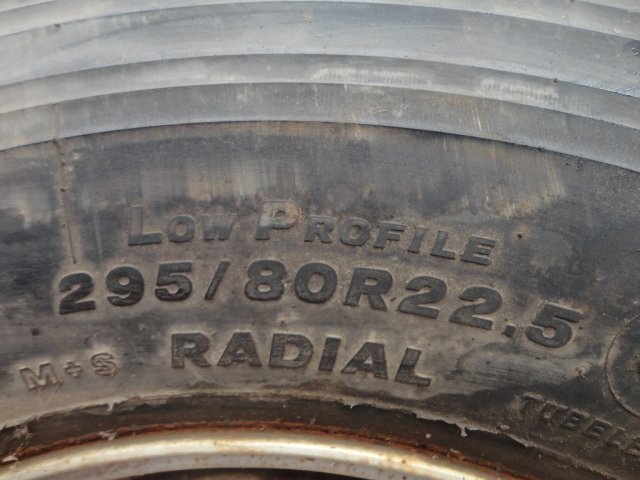 Low Profile
295/80R22.5
M+S RADIAL